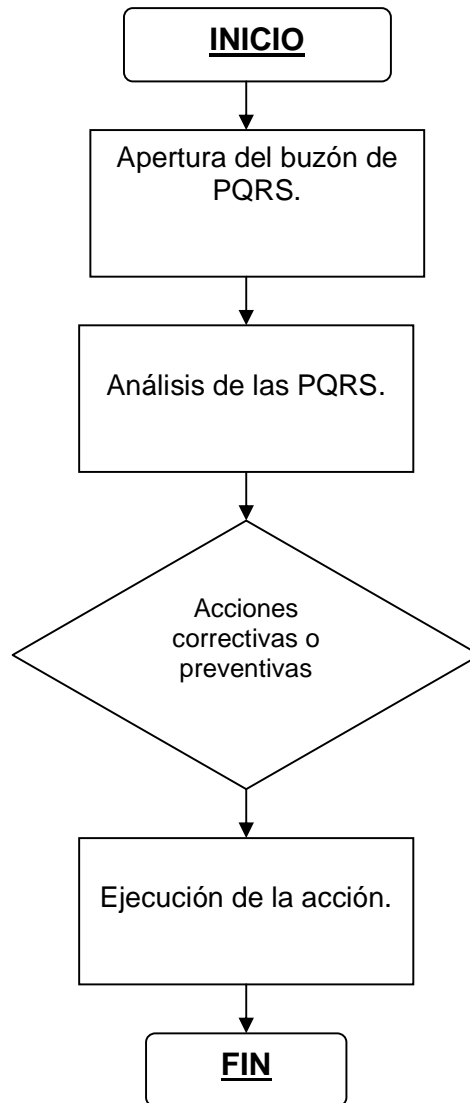 INICIO
Apertura del buzón de
PQRS.
Análisis de las PQRS.
Acciones
correctivas o
preventivas
Ejecución de la acción.
FIN